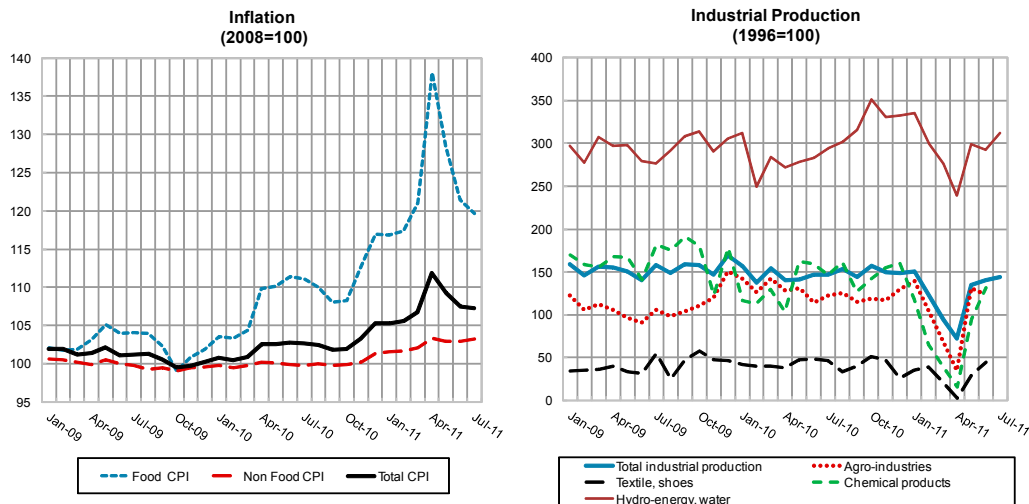 Inflation
(2008=100)
140
135
130
125
120
115
110
105
100
95
Jan-09
Apr-09
Jul-09
Oct-09
Jan-10
Apr-10
Jul-10
Oct-10
Jan-11
Apr-11
Jul-11
Food CPI
Non Food CPI
Total CPI
Industrial Production
(1996=100)
400
350
300
250
200
150
100
50
0
Jan-09
Apr-09
Jul-09
Oct-09
Jan-10
Apr-10
Jul-10
Oct-10
Jan-11
Apr-11
Jul-11
Total industrial production
Agro-industries
Textile, shoes
Chemical products
Hydro-energy, water